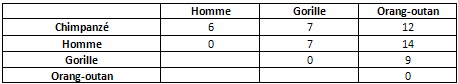 Homme Gorille Orang-outan
Chimpanzé 6 7 12
Homme 0 7 14
Gorille 0 9
Orang-outan 0